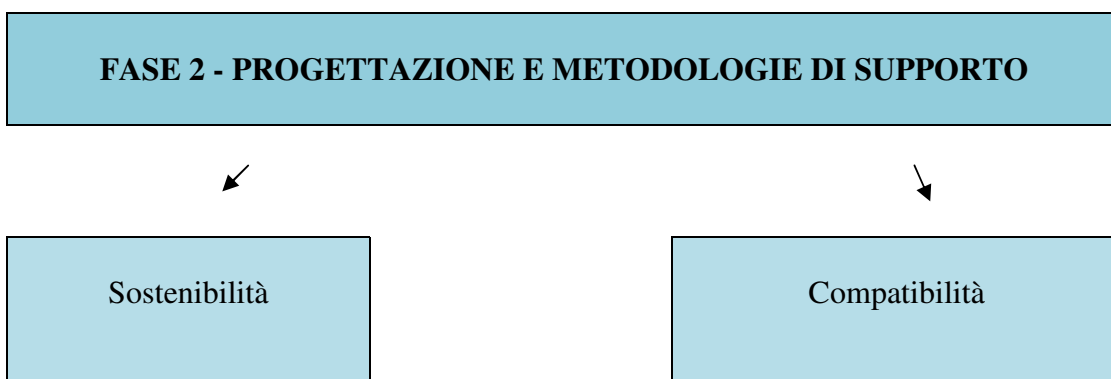 FASE 2 - PROGETTAZIONE E METODOLOGIE DI SUPPORTO
Sostenibilità
Compatibilità